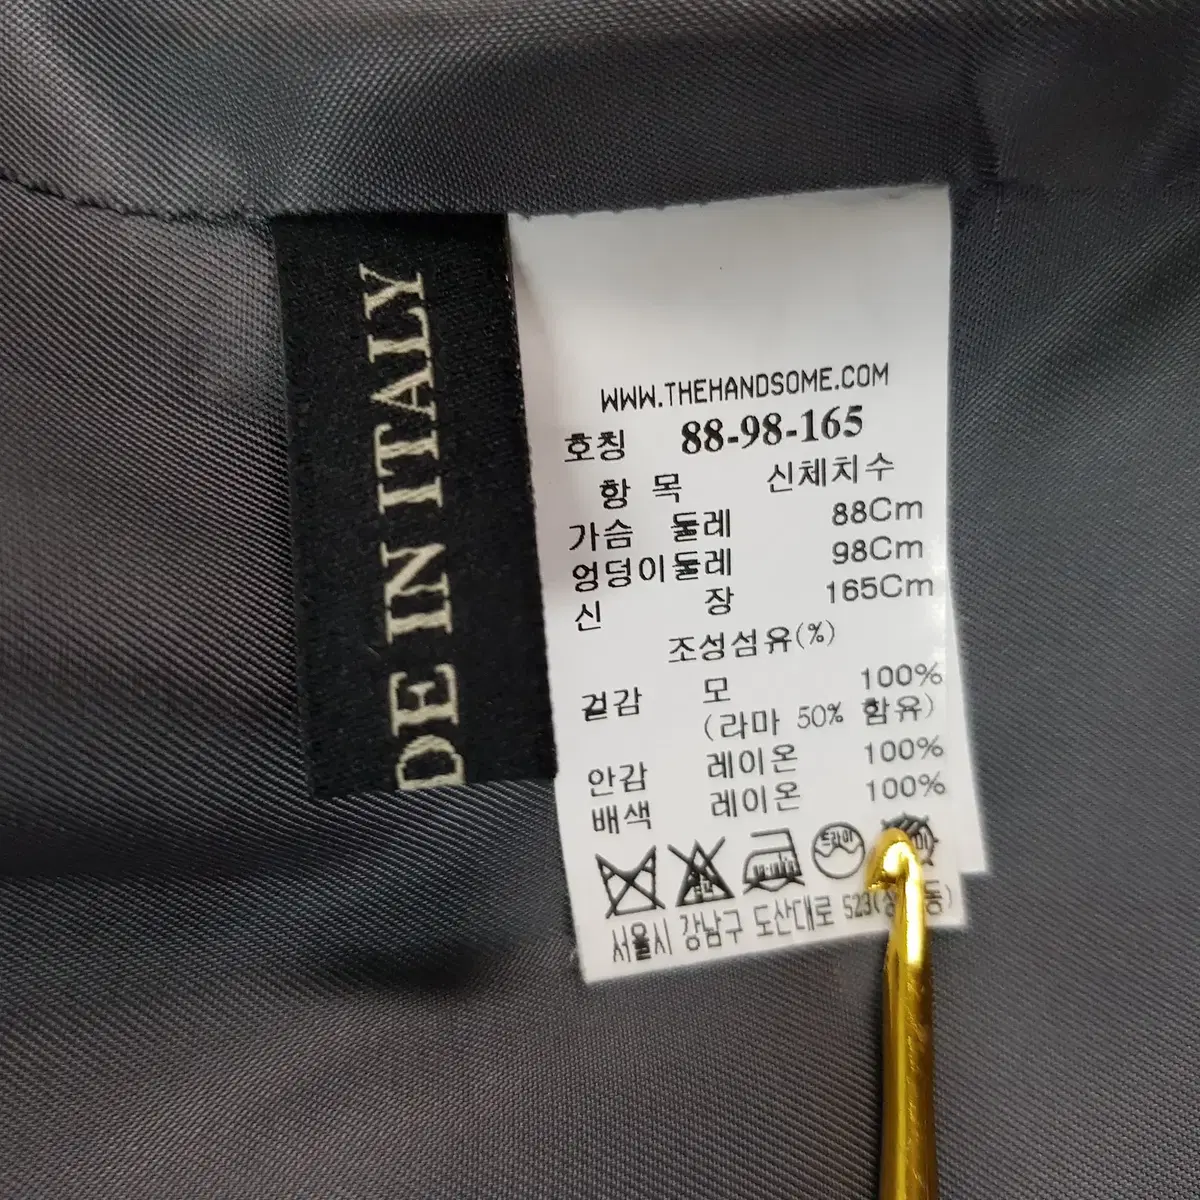 DE IN ITALY
WWW.THEHANDSOME.COM
호칭 88-98-165
항 목 신체치수
가슴 둘레 88Cm
엉덩이둘레 98Cm
신 장 165Cm
조성섬유(%)
겉감 모 100%
(라마 50% 함유)
안감 레이온 100%
배색 레이온 100%
드라이
서울시 강남구 도산대로 523